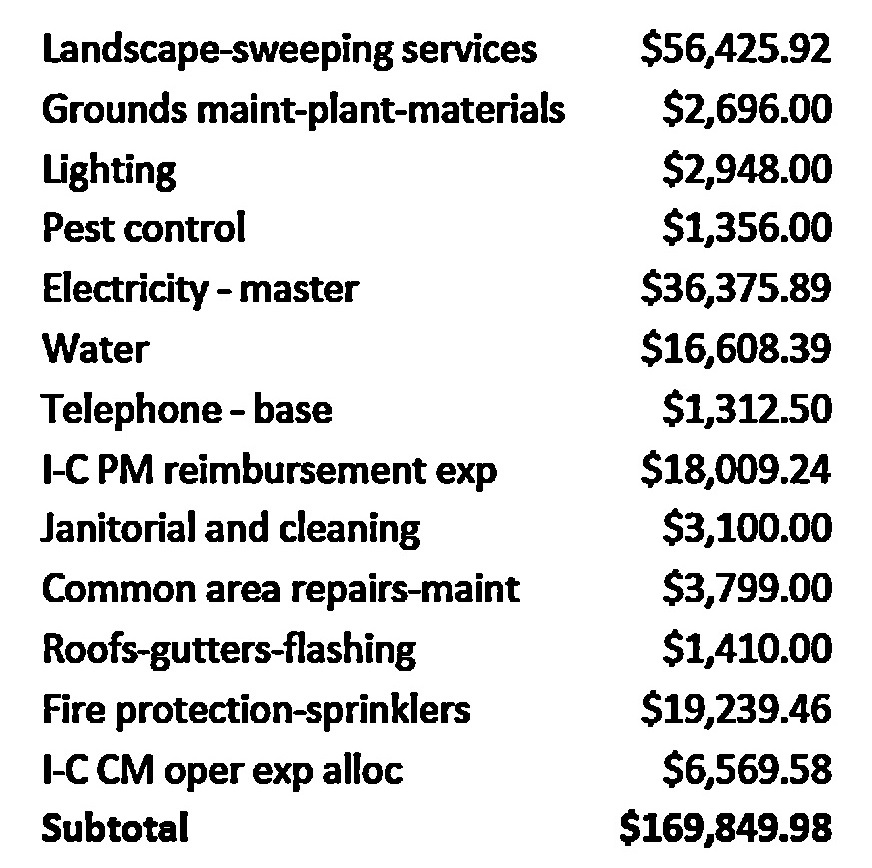 Landscape-sweeping services $56,425.92
Grounds maint-plant-materials $2,696.00
Lighting $2,948.00
Pest control $1,356.00
Electricity - master $36,375.89
Water $16,608.39
Telephone - base $1,312.50
I-C PM reimbursement exp $18,009.24
Janitorial and cleaning $3,100.00
Common area repairs-maint $3,799.00
Roofs-gutters-flashing $1,410.00
Fire protection-sprinklers $19,239.46
I-C CM oper exp alloc $6,569.58
Subtotal $169,849.98